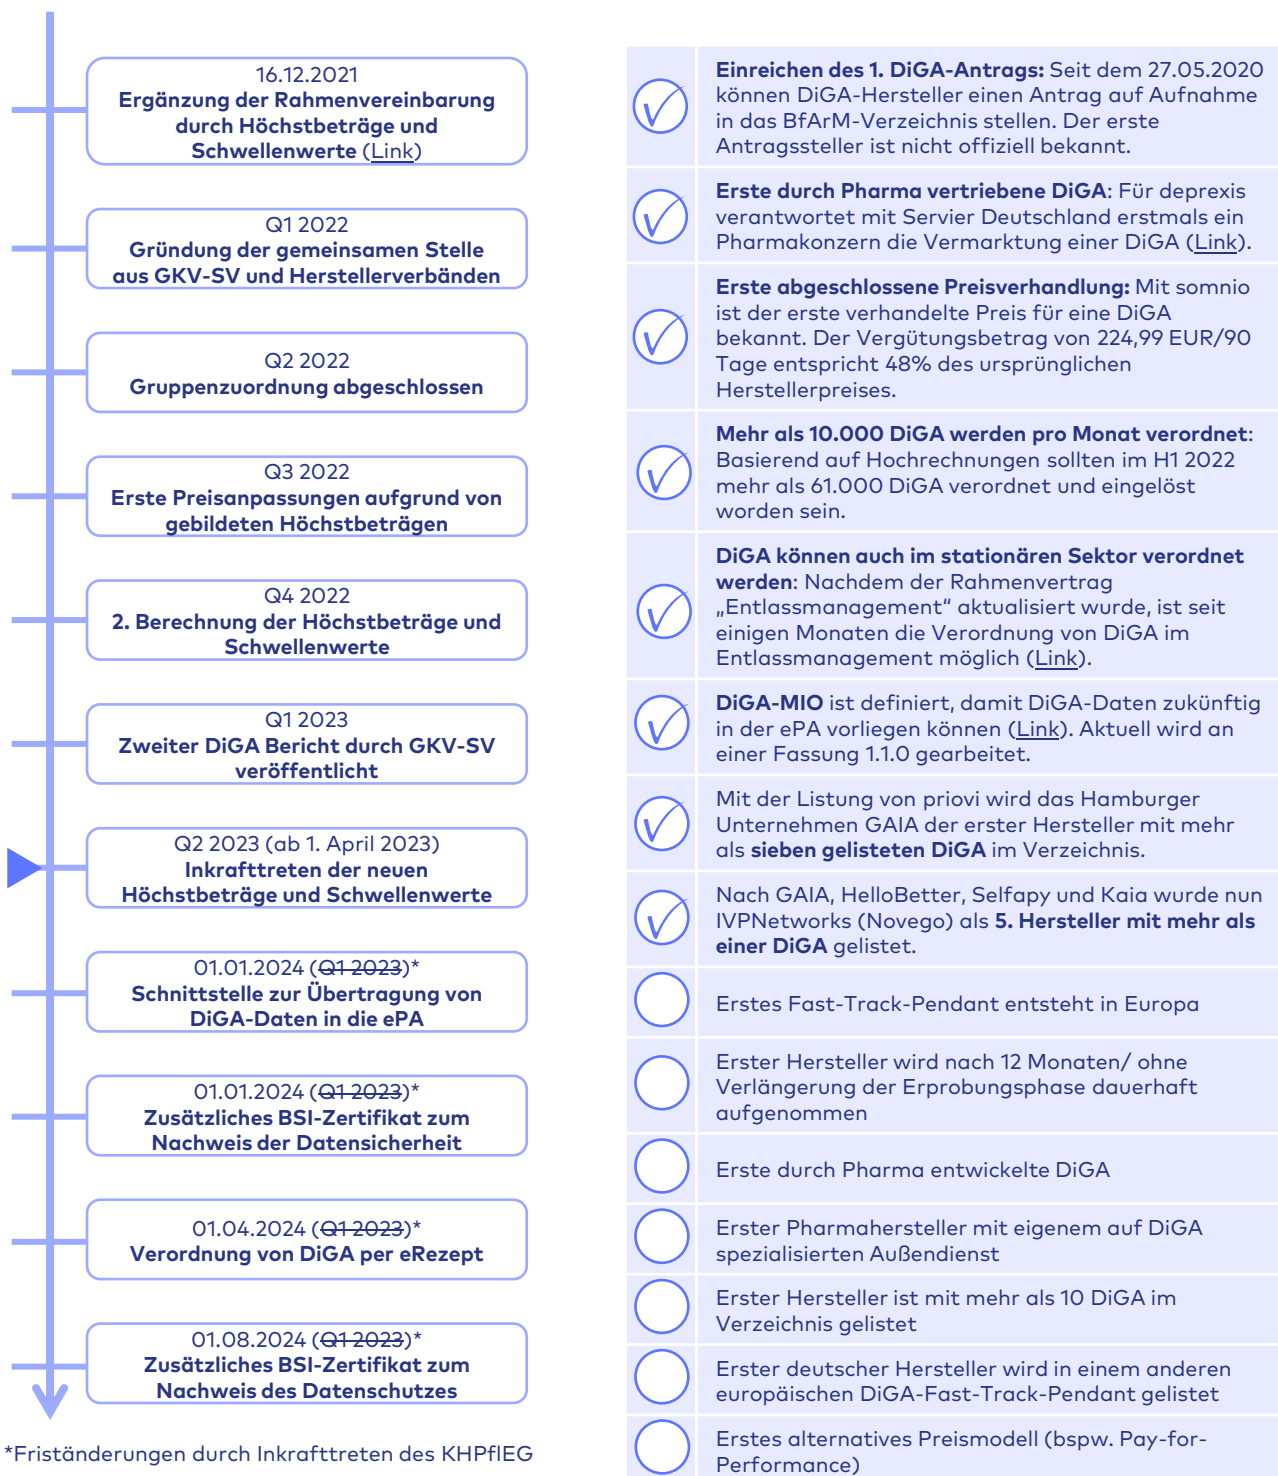 16.12.2021
Ergänzung der Rahmenvereinbarung
durch Höchstbeträge und
Schwellenwerte (Link)
Q1 2022
Gründung der gemeinsamen Stelle
aus GKV-SV und Herstellerverbänden
Q2 2022
Gruppenzuordnung abgeschlossen
Q3 2022
Erste Preisanpassungen aufgrund von
gebildeten Höchstbeträgen
Q4 2022
2. Berechnung der Höchstbeträge und
Schwellenwerte
Q1 2023
Zweiter DiGA Bericht durch GKV-SV
veröffentlicht
Q2 2023 (ab 1. April 2023)
Inkrafttreten der neuen
Höchstbeträge und Schwellenwerte
01.01.2024 (Q1 2023)*
Schnittstelle zur Übertragung von
DiGA-Daten in die ePA
01.01.2024 (Q1 2023)*
Zusätzliches BSI-Zertifikat zum
Nachweis der Datensicherheit
01.04.2024 (Q1 2023)*
Verordnung von DiGA per eRezept
01.08.2024 (Q1 2023)*
Zusätzliches BSI-Zertifikat zum
Nachweis des Datenschutzes
*Friständerungen durch Inkrafttreten des KHPflEG
Einreichen des 1. DiGA-Antrags: Seit dem 27.05.2020
können DiGA-Hersteller einen Antrag auf Aufnahme
in das BfArM-Verzeichnis stellen. Der erste
Antragssteller ist nicht offiziell bekannt.
Erste durch Pharma vertriebene DiGA: Für deprexis
verantwortet mit Servier Deutschland erstmals ein
Pharmakonzern die Vermarktung einer DiGA (Link).
Erste abgeschlossene Preisverhandlung: Mit somnio
ist der erste verhandelte Preis für eine DiGA
bekannt. Der Vergütungsbetrag von 224,99 EUR/90
Tage entspricht 48% des ursprünglichen
Herstellerpreises.
Mehr als 10.000 DiGA werden pro Monat verordnet:
Basierend auf Hochrechnungen sollten im H1 2022
mehr als 61.000 DiGA verordnet und eingelöst
worden sein.
DiGA können auch im stationären Sektor verordnet
werden: Nachdem der Rahmenvertrag
„Entlassmanagement“ aktualisiert wurde, ist seit
einigen Monaten die Verordnung von DiGA im
Entlassmanagement möglich (Link).
DiGA-MIO ist definiert, damit DiGA-Daten zukünftig
in der ePA vorliegen können (Link). Aktuell wird an
einer Fassung 1.1.0 gearbeitet.
Mit der Listung von priovi wird das Hamburger
Unternehmen GAIA der erster Hersteller mit mehr
als sieben gelisteten DiGA im Verzeichnis.
Nach GAIA, HelloBetter, Selfapy und Kaia wurde nun
IVPNetworks (Novego) als 5. Hersteller mit mehr als
einer DiGA gelistet.
Erstes Fast-Track-Pendant entsteht in Europa
Erster Hersteller wird nach 12 Monaten/ ohne
Verlängerung der Erprobungsphase dauerhaft
aufgenommen
Erste durch Pharma entwickelte DiGA
Erster Pharmahersteller mit eigenem auf DiGA
spezialisierten Außendienst
Erster Hersteller ist mit mehr als 10 DiGA im
Verzeichnis gelistet
Erster deutscher Hersteller wird in einem anderen
europäischen DiGA-Fast-Track-Pendant gelistet
Erstes alternatives Preismodell (bspw. Pay-for-
Performance)